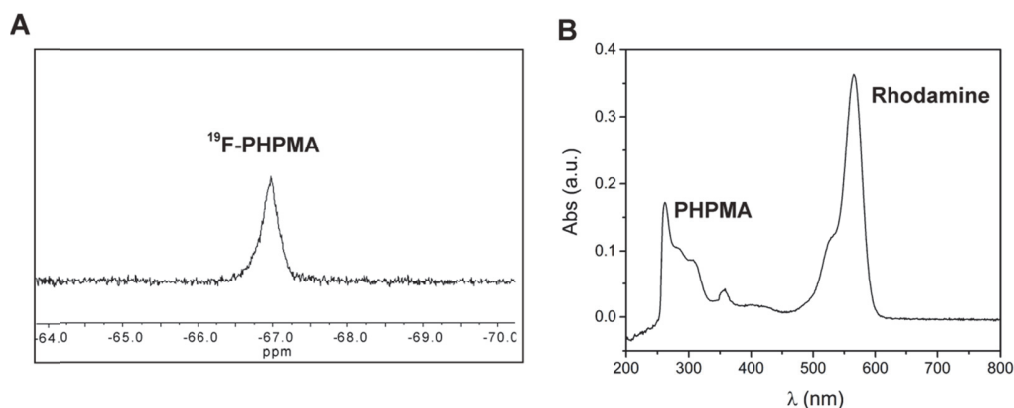 A
¹⁹F-PHPMA
-64.0 -65.0 -66.0 -67.0 -68.0 -69.0 -70.0
ppm
B
0.4
0.3
0.2
0.1
0.0
Abs (a.u.)
Rhodamine
PHPMA
200 300 400 500 600 700 800
λ (nm)